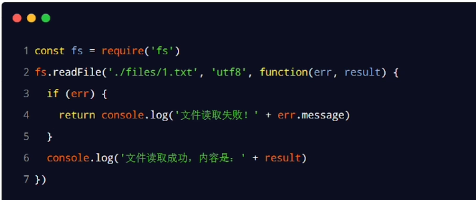 1 const fs = require('fs')
2 fs.readFile('./files/1.txt', 'utf8', function(err, result) {
3   if (err) {
4     return console.log('文件读取失败！' + err.message)
5   }
6   console.log('文件读取成功，内容是：' + result)
7 })